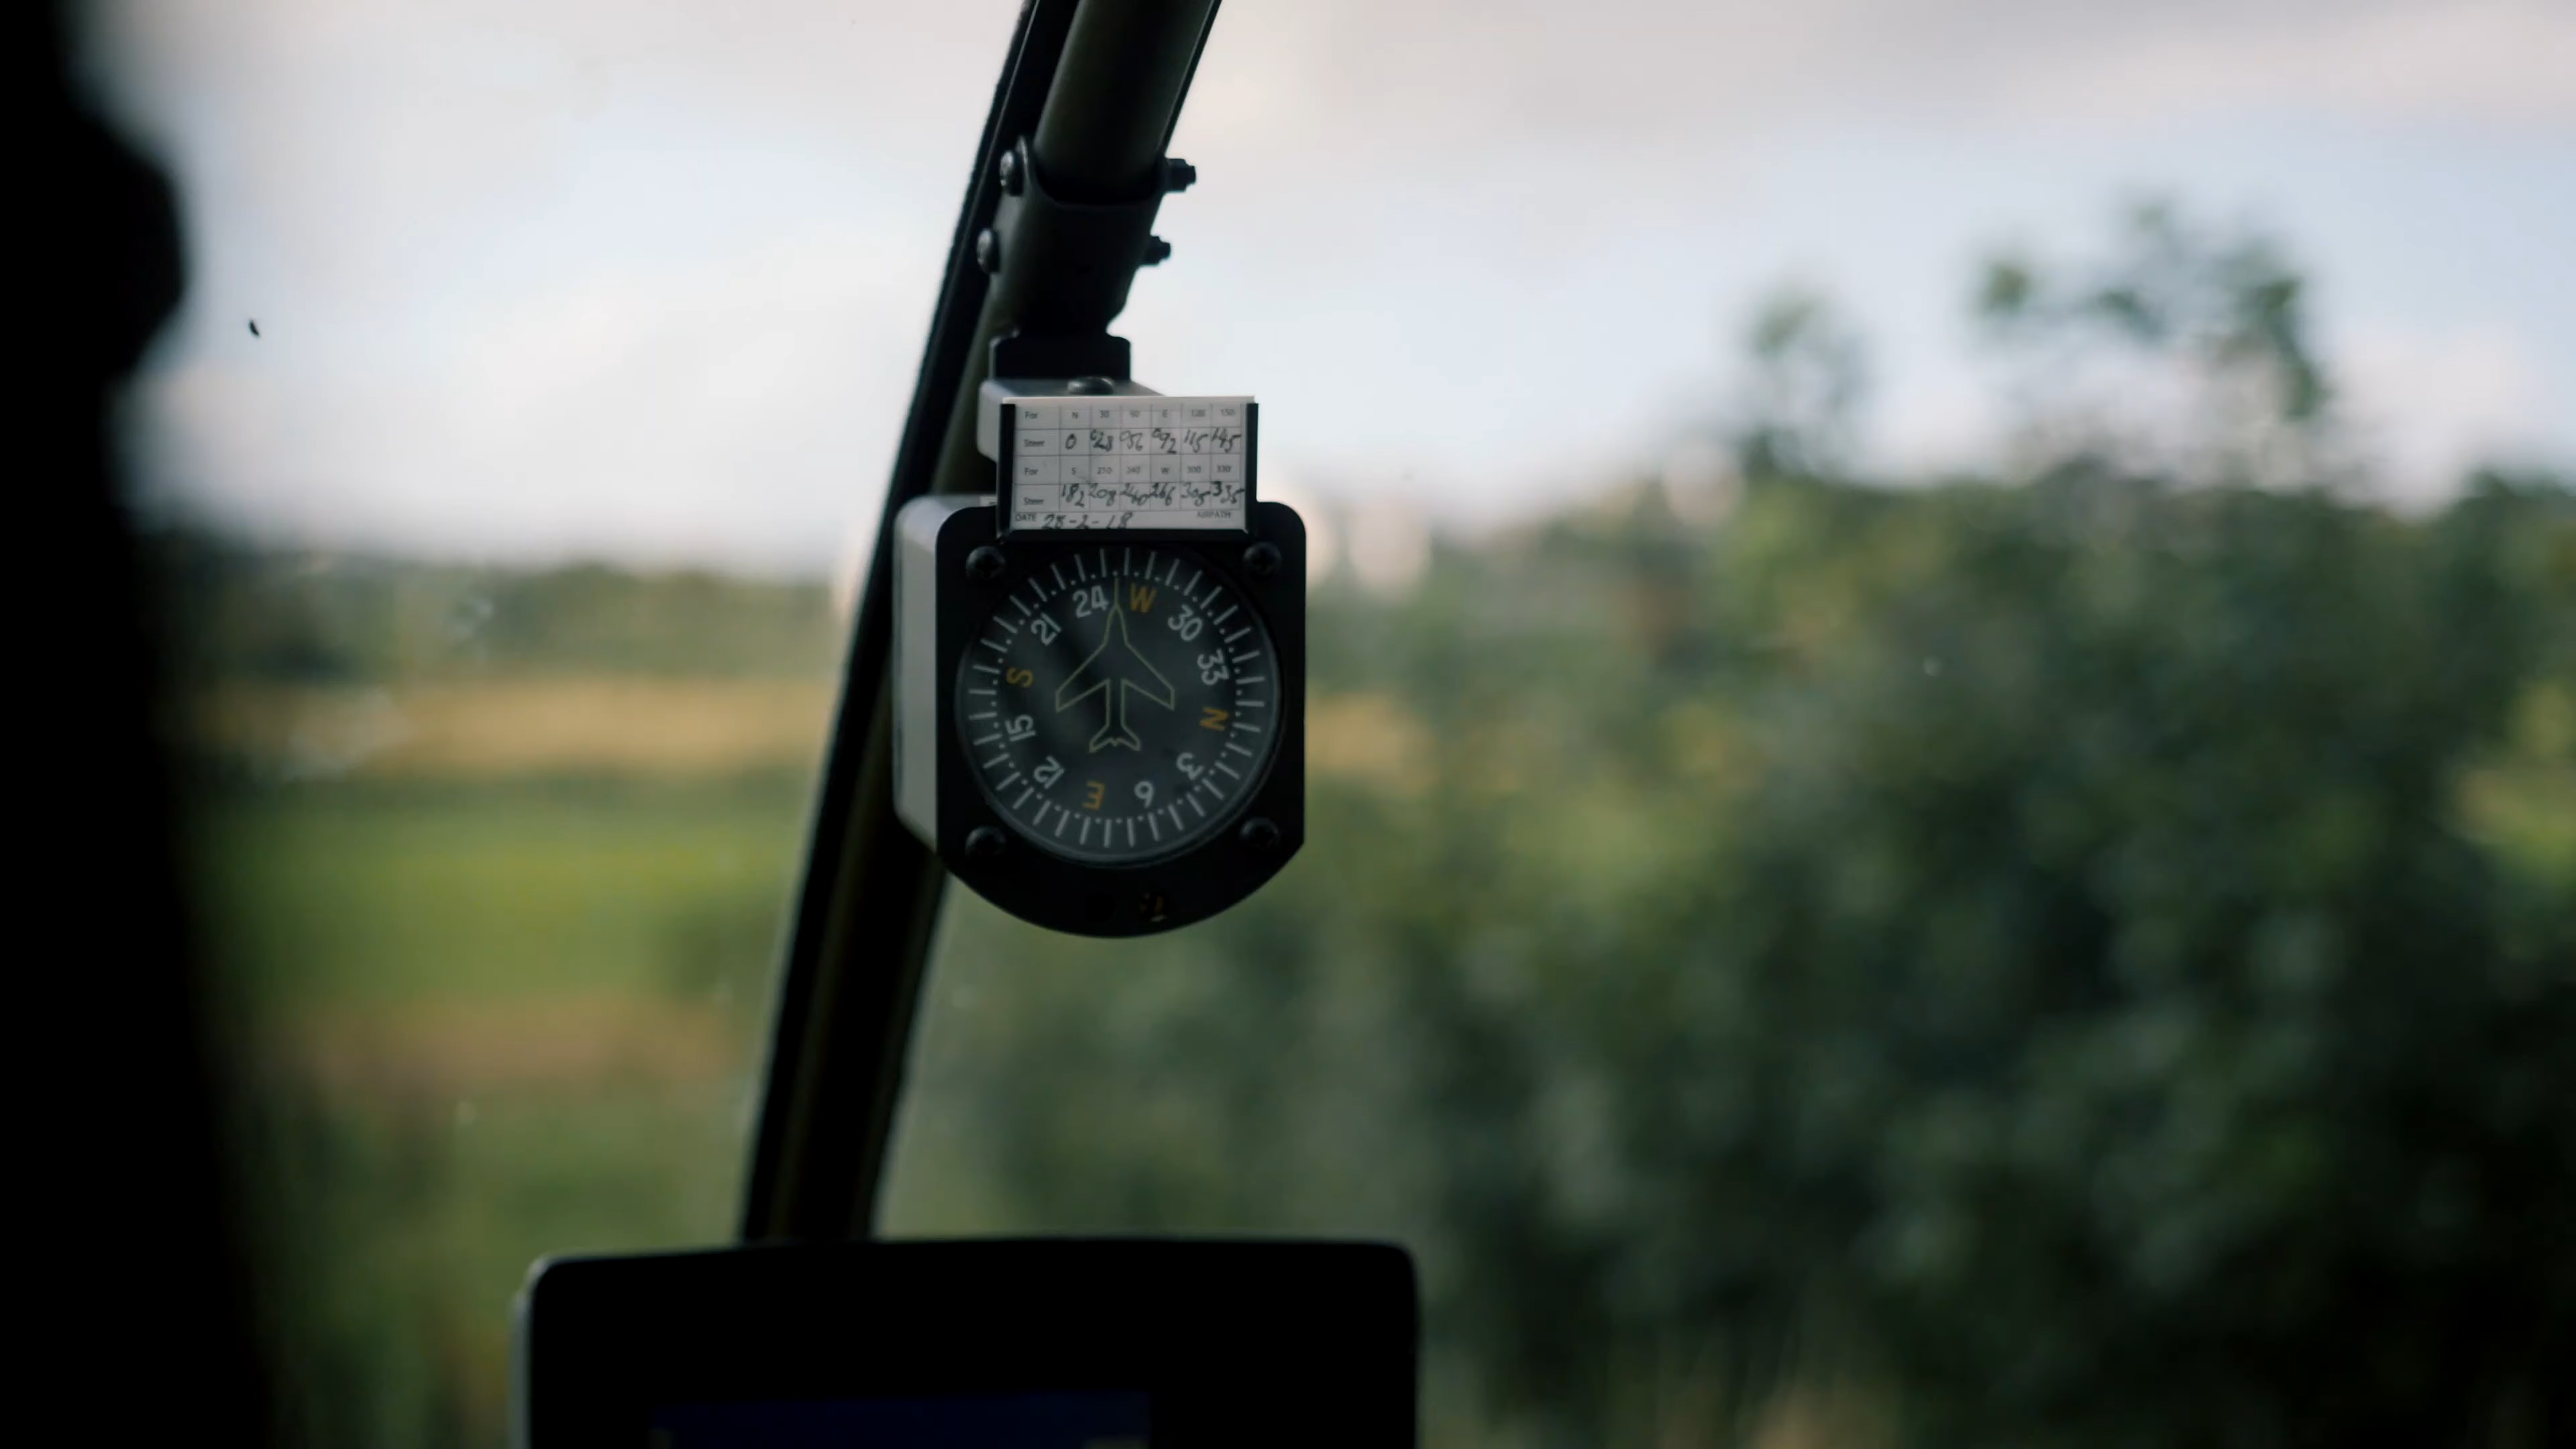 For N 30 60 E 120 150
Steer 0 028 056 092 115 145
For S 210 240 W 300 330
Steer 182 208 240 266 305 335
DATE 28-2-18 AIRPATH
24 W 30 33 N 3 6 E 12 15 S 21